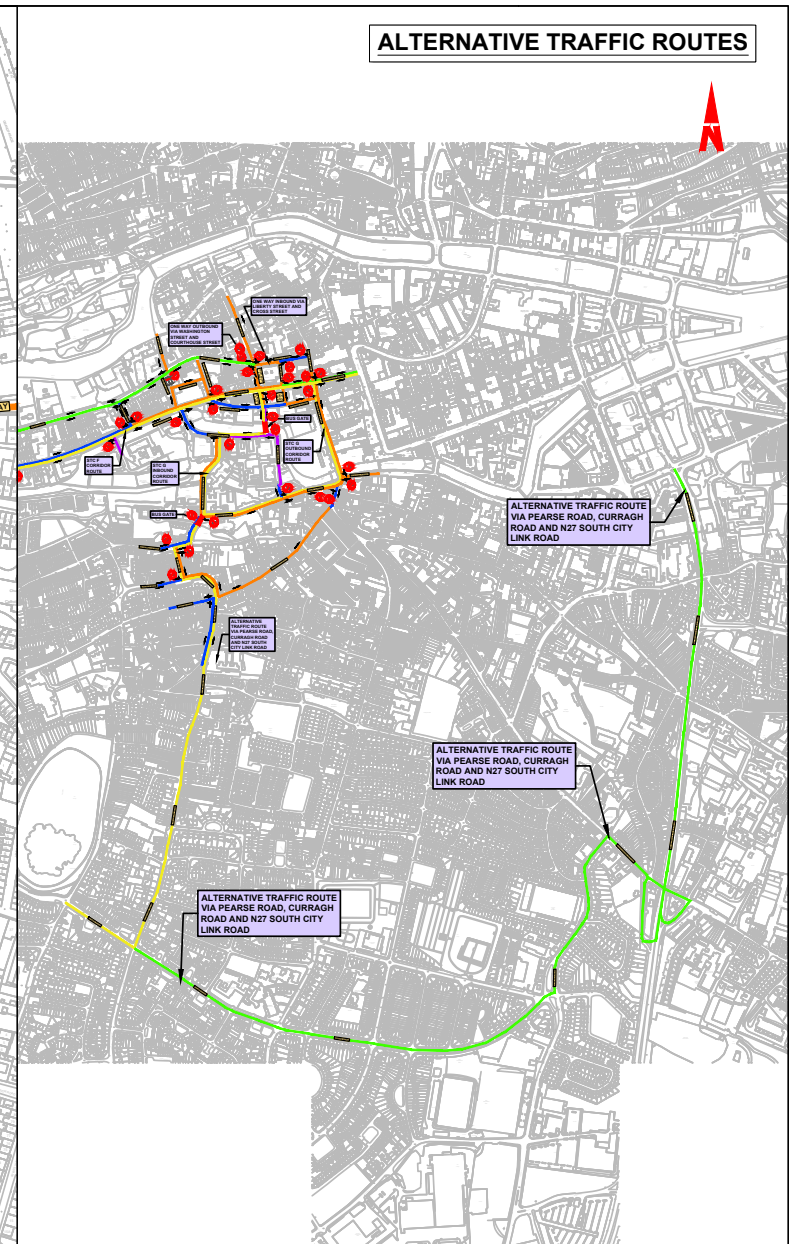 ALTERNATIVE TRAFFIC ROUTES
N
ONE WAY INBOUND VIA
LIBERTY STREET AND
CROSS STREET
ONE WAY OUTBOUND
VIA WASHINGTON
STREET AND
COURTHOUSE STREET
AY
BUS GATE
STC G
OUTBOUND
CORRIDOR
ROUTE
STC F
CORRIDOR
ROUTE
STC G
INBOUND
CORRIDOR
ROUTE
BUS GATE
ALTERNATIVE TRAFFIC ROUTE
VIA PEARSE ROAD, CURRAGH
ROAD AND N27 SOUTH CITY
LINK ROAD
ALTERNATIVE
TRAFFIC ROUTE
VIA PEARSE ROAD,
CURRAGH ROAD
AND N27 SOUTH
CITY LINK ROAD
ALTERNATIVE TRAFFIC ROUTE
VIA PEARSE ROAD, CURRAGH
ROAD AND N27 SOUTH CITY
LINK ROAD
ALTERNATIVE TRAFFIC ROUTE
VIA PEARSE ROAD, CURRAGH
ROAD AND N27 SOUTH CITY
LINK ROAD